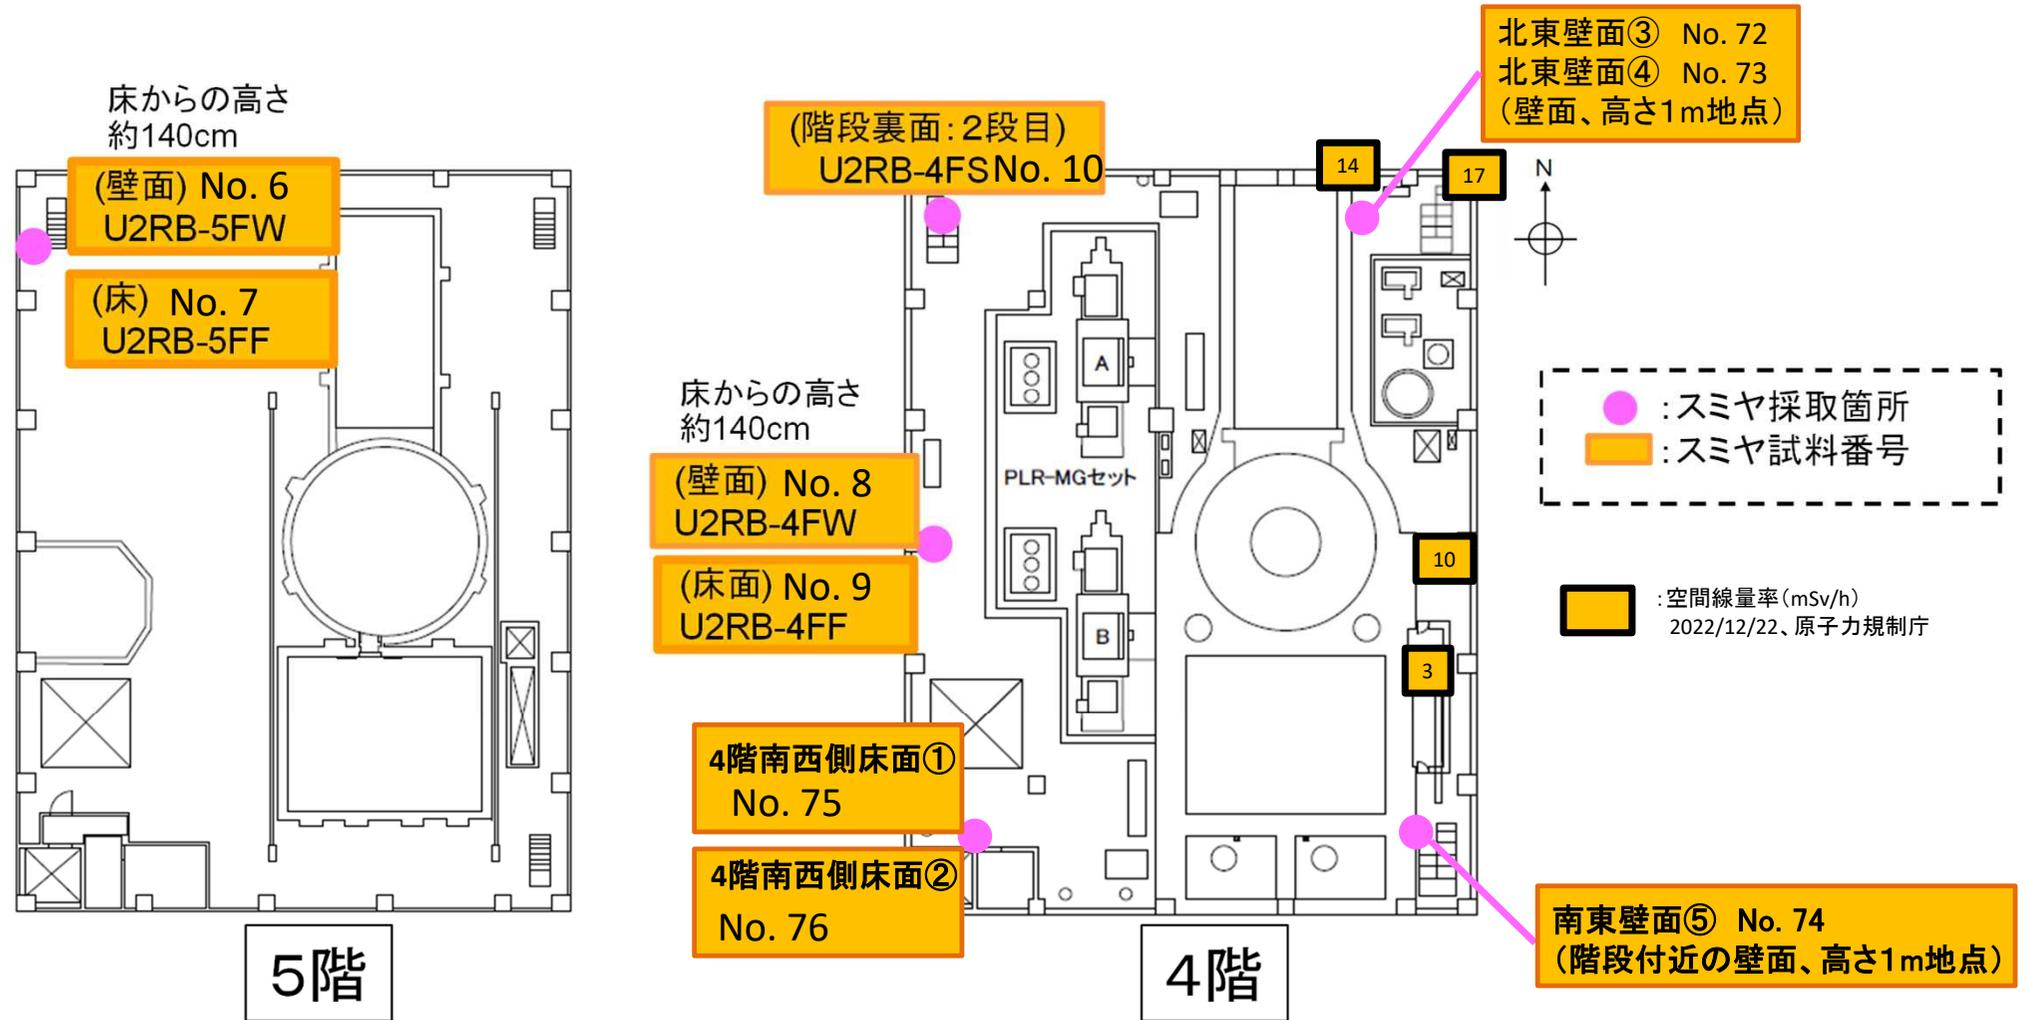 床からの高さ
約140cm
(壁面) No. 6
U2RB-5FW
(床) No. 7
U2RB-5FF
5階
(階段裏面：2段目)
U2RB-4FS No. 10
北東壁面③ No. 72
北東壁面④ No. 73
（壁面、高さ1m地点）
14
17
N
A
PLR-MGセット
B
床からの高さ
約140cm
(壁面) No. 8
U2RB-4FW
(床面) No. 9
U2RB-4FF
10
3
4階南西側床面①
No. 75
4階南西側床面②
No. 76
南東壁面⑤ No. 74
（階段付近の壁面、高さ1m地点）
4階
：スミヤ採取箇所
：スミヤ試料番号
：空間線量率（mSv/h）
2022/12/22、原子力規制庁